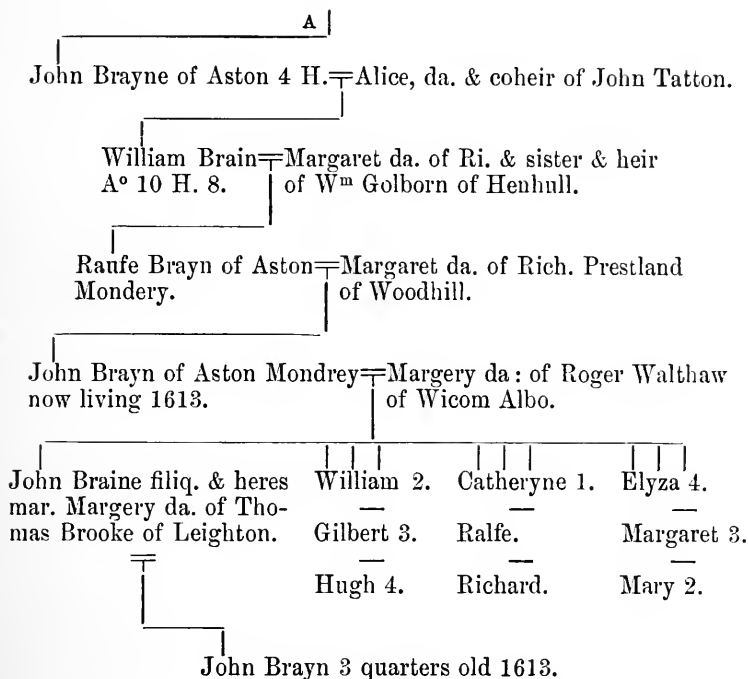 A
John Brayne of Aston 4 H. Alice, da. & coheir of John Tatton.
William Brain Margaret da. of Ri. & sister & heir
Aº 10 H. 8. of Wᵐ Golborn of Henhull.
Raufe Brayn of Aston Margaret da. of Rich. Prestland
Mondery. of Woodhill.
John Brayn of Aston Mondrey Margery da: of Roger Walthaw
now living 1613. of Wicom Albo.
John Braine filiq. & heres William 2. Catheryne 1. Elyza 4.
mar. Margery da. of Tho-
mas Brooke of Leighton. Gilbert 3. Ralfe. Margaret 3.
Hugh 4. Richard. Mary 2.
John Brayn 3 quarters old 1613.